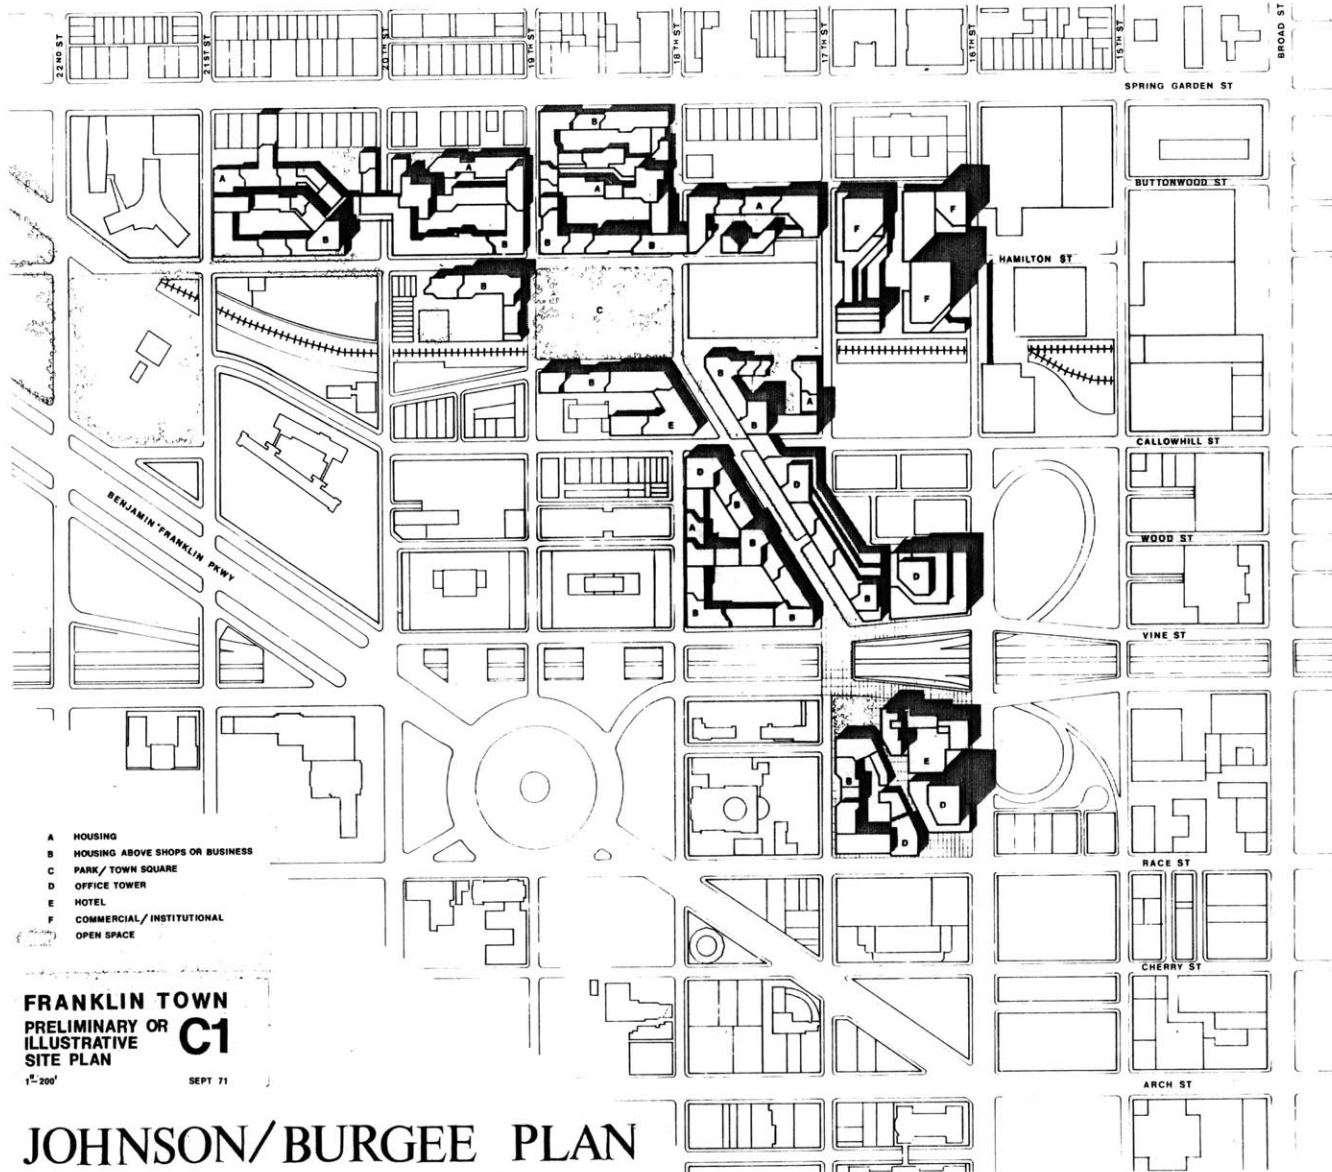 22ND ST
21ST ST
20TH ST
19TH ST
18TH ST
17TH ST
16TH ST
15TH ST
BROAD ST
SPRING GARDEN ST
B
A
A
A
B
BUTTONWOOD ST
A
F
F
B
B
B
B
HAMILTON ST
B
C
F
B
B
A
E
B
CALLOWHILL ST
D
D
BENJAMIN FRANKLIN PKWY
B
A
B
WOOD ST
D
B
B
B
VINE ST
E
B
D
D
RACE ST
A HOUSING
B HOUSING ABOVE SHOPS OR BUSINESS
C PARK/TOWN SQUARE
D OFFICE TOWER
E HOTEL
F COMMERCIAL/INSTITUTIONAL
OPEN SPACE
CHERRY ST
FRANKLIN TOWN
PRELIMINARY OR
ILLUSTRATIVE
SITE PLAN
C1
1"=200'
SEPT 71
ARCH ST
JOHNSON/BURGEE PLAN